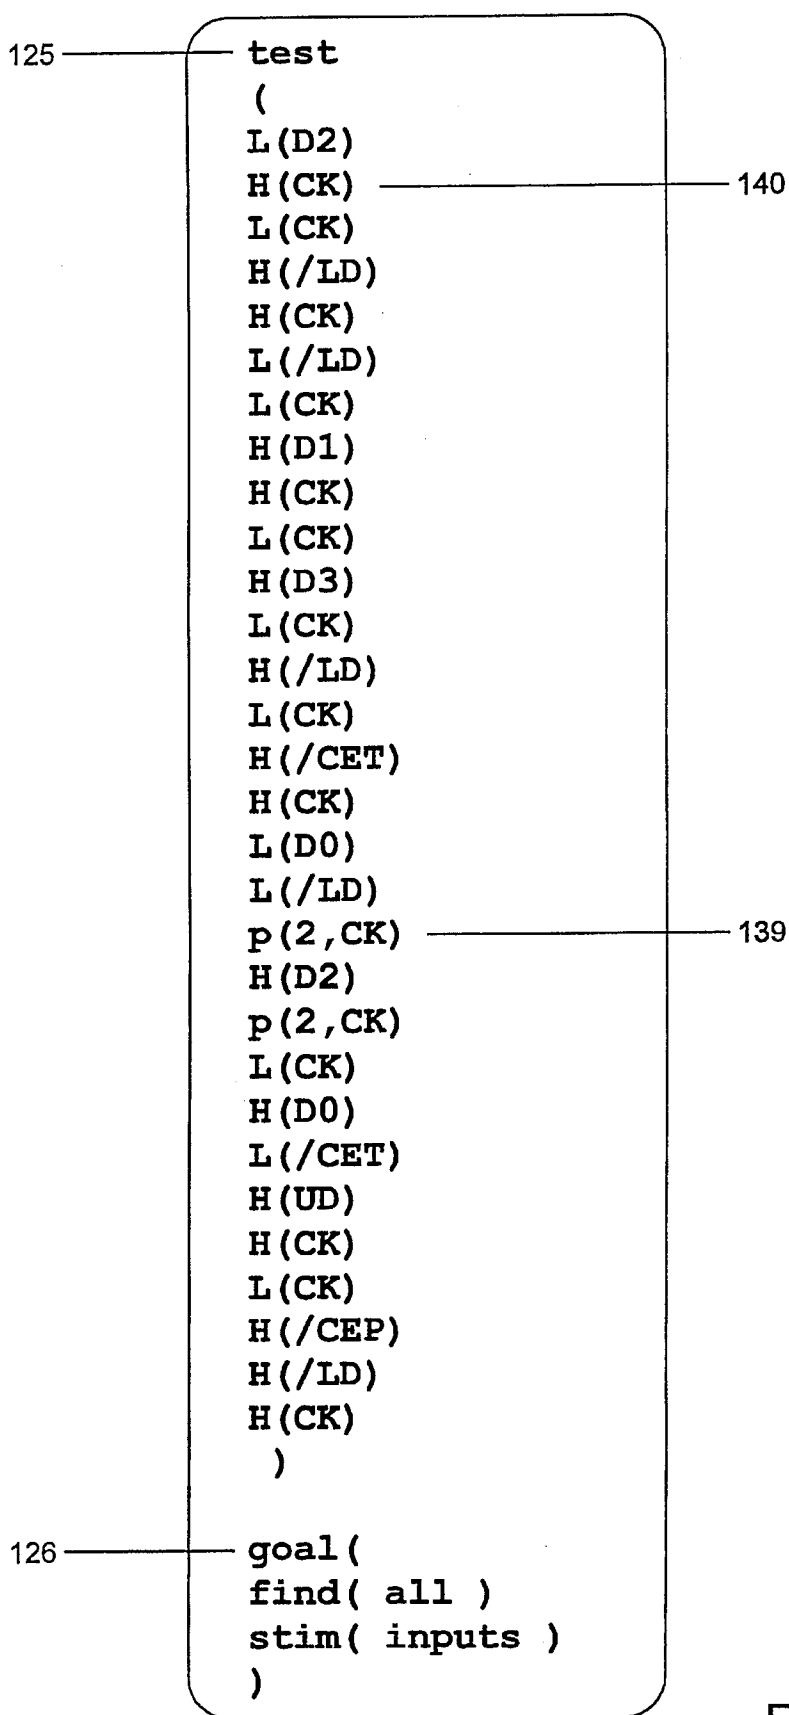 125 test
(
L(D2)
H(CK) 140
L(CK)
H(/LD)
H(CK)
L(/LD)
L(CK)
H(D1)
H(CK)
L(CK)
H(D3)
L(CK)
H(/LD)
L(CK)
H(/CET)
H(CK)
L(D0)
L(/LD)
p(2,CK) 139
H(D2)
p(2,CK)
L(CK)
H(D0)
L(/CET)
H(UD)
H(CK)
L(CK)
H(/CEP)
H(/LD)
H(CK)
)
126 goal(
find( all )
stim( inputs )
)